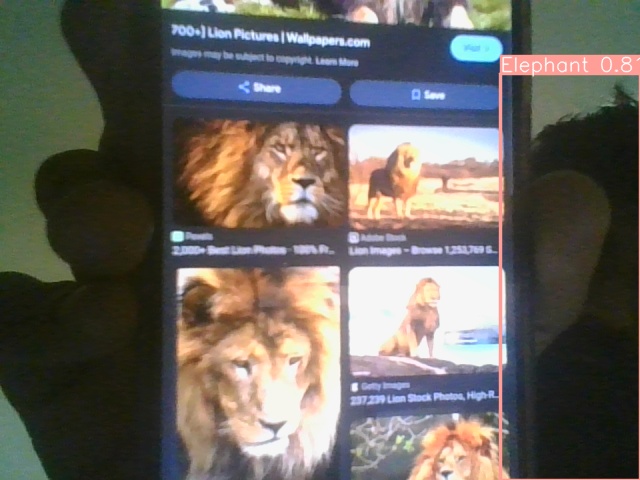 700+] Lion Pictures | Wallpapers.com
Images may be subject to copyright. Learn More
Visit
Elephant 0.81
Share
Save
Pexels
2,000+ Best Lion Photos · 100% Fr...
Adobe Stock
Lion Images – Browse 1,253,769 S...
Getty Images
237,239 Lion Stock Photos, High-R...